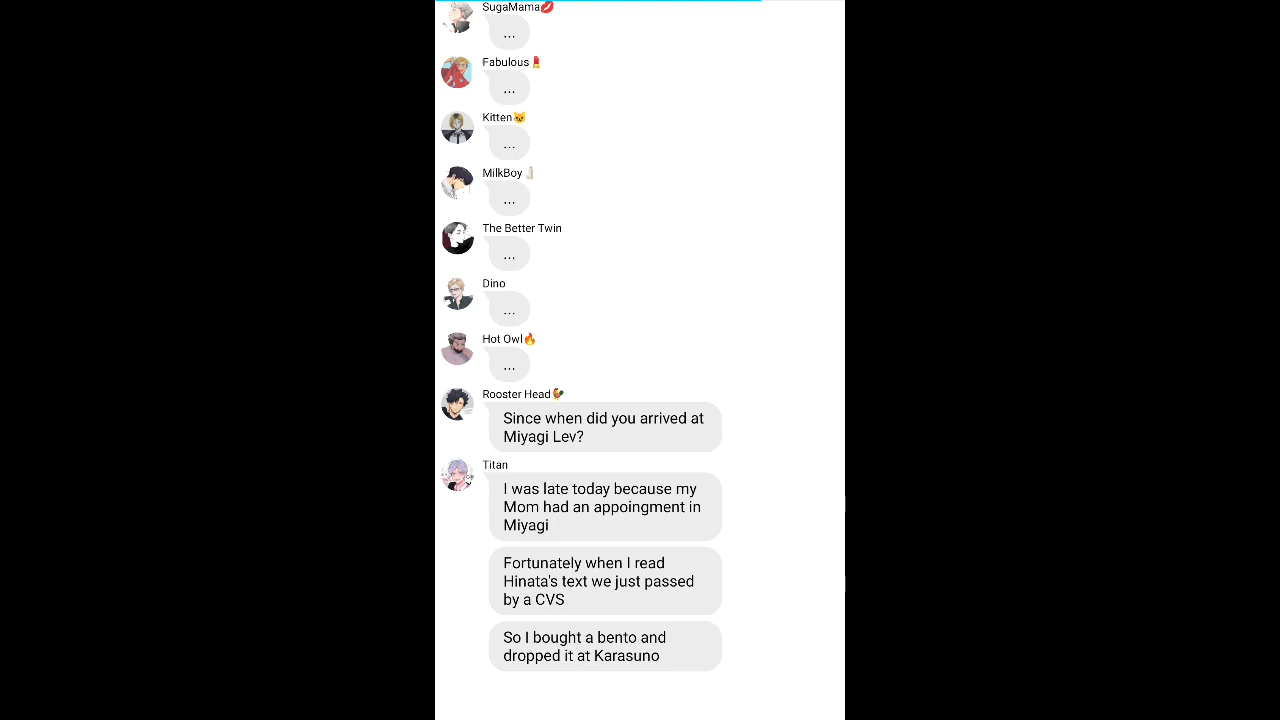 SugaMama💋
...
Fabulous💄
...
Kitten🐱
...
MilkBoy🥛
...
The Better Twin
...
Dino
...
Hot Owl🔥
...
Rooster Head🐓
Since when did you arrived at
Miyagi Lev?
Titan
I was late today because my
Mom had an appoingment in
Miyagi
Fortunately when I read
Hinata's text we just passed
by a CVS
So I bought a bento and
dropped it at Karasuno